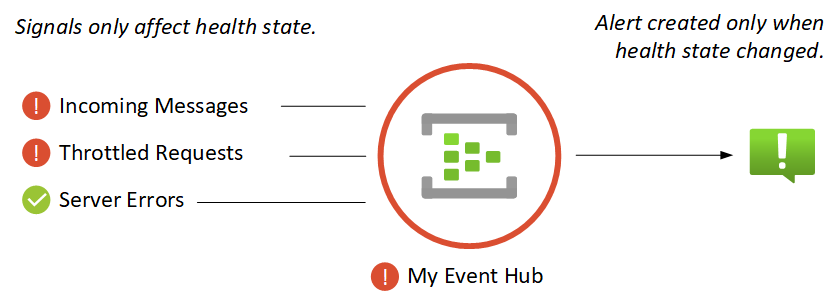 Signals only affect health state.
Alert created only when
health state changed.
Incoming Messages
Throttled Requests
Server Errors
My Event Hub